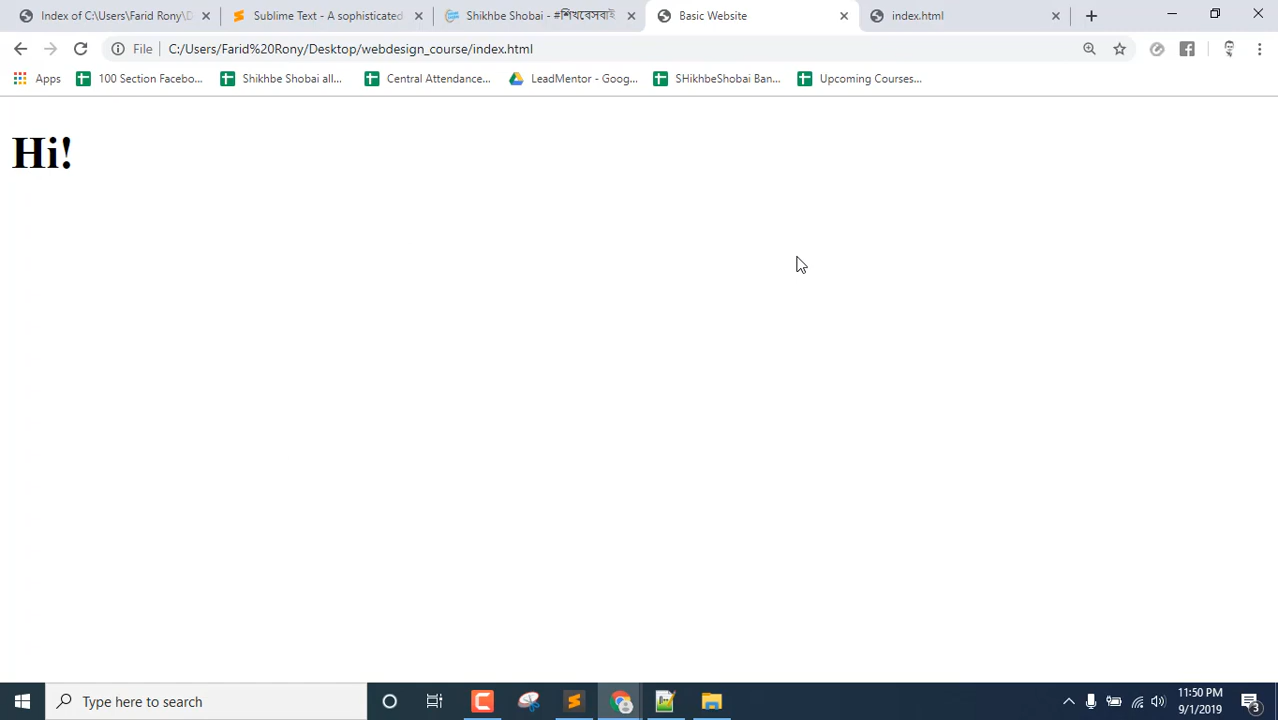 Index of C:\Users\Farid Rony\D
Sublime Text - A sophisticated
Shikhbe Shobai - #শিখবেসবাই
Basic Website
index.html
File
C:/Users/Farid%20Rony/Desktop/webdesign_course/index.html
Apps
100 Section Facebo...
Shikhbe Shobai all...
Central Attendance...
LeadMentor - Goog...
SHikhbeShobai Ban...
Upcoming Courses...
Hi!
Type here to search
11:50 PM
9/1/2019
3